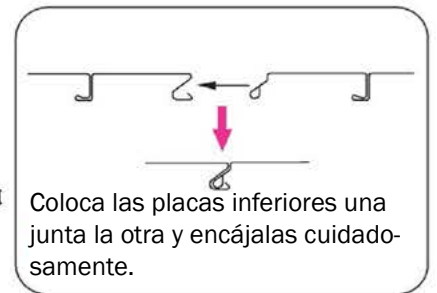 Coloca las placas inferiores una
junta la otra y encájalas cuidado-
samente.